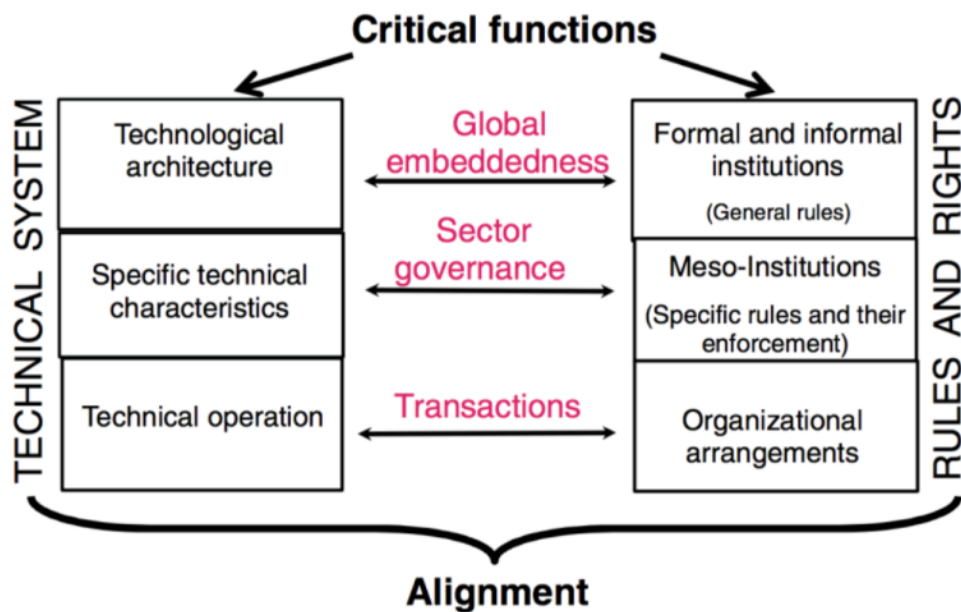 Critical functions
TECHNICAL SYSTEM
Technological
architecture
Global
embeddedness
Formal and informal
institutions
(General rules)
Specific technical
characteristics
Sector
governance
Meso-Institutions
(Specific rules and their
enforcement)
Technical operation
Transactions
Organizational
arrangements
RULES AND RIGHTS
Alignment